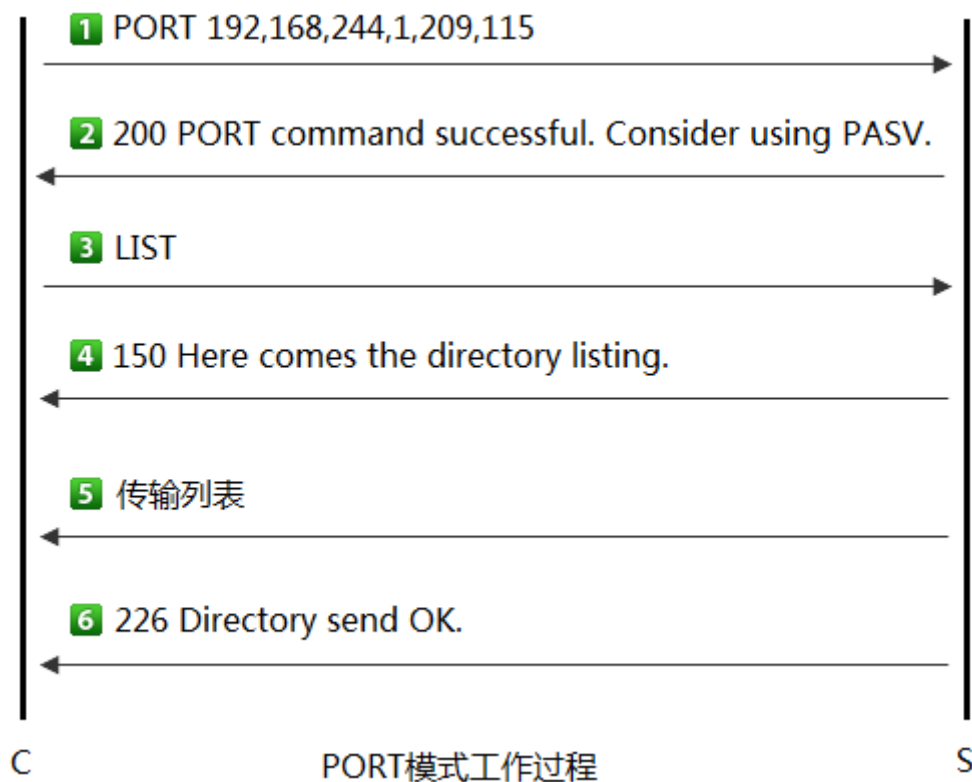 1 PORT 192,168,244,1,209,115
2 200 PORT command successful. Consider using PASV.
3 LIST
4 150 Here comes the directory listing.
5 传输列表
6 226 Directory send OK.
C PORT模式工作过程 S